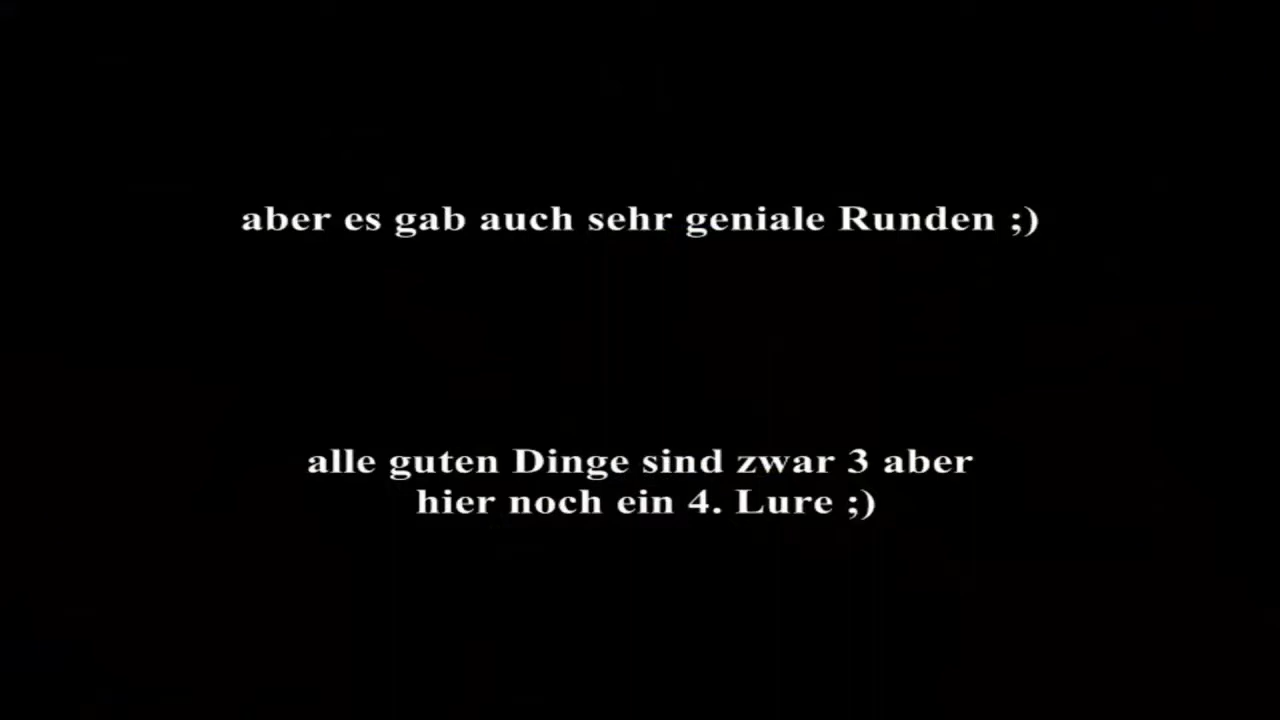 aber es gab auch sehr geniale Runden ;)
alle guten Dinge sind zwar 3 aber
hier noch ein 4. Lure ;)